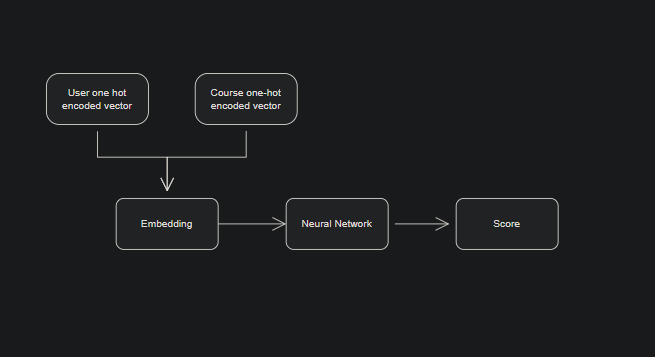 User one hot
encoded vector
Course one-hot
encoded vector
Embedding
Neural Network
Score